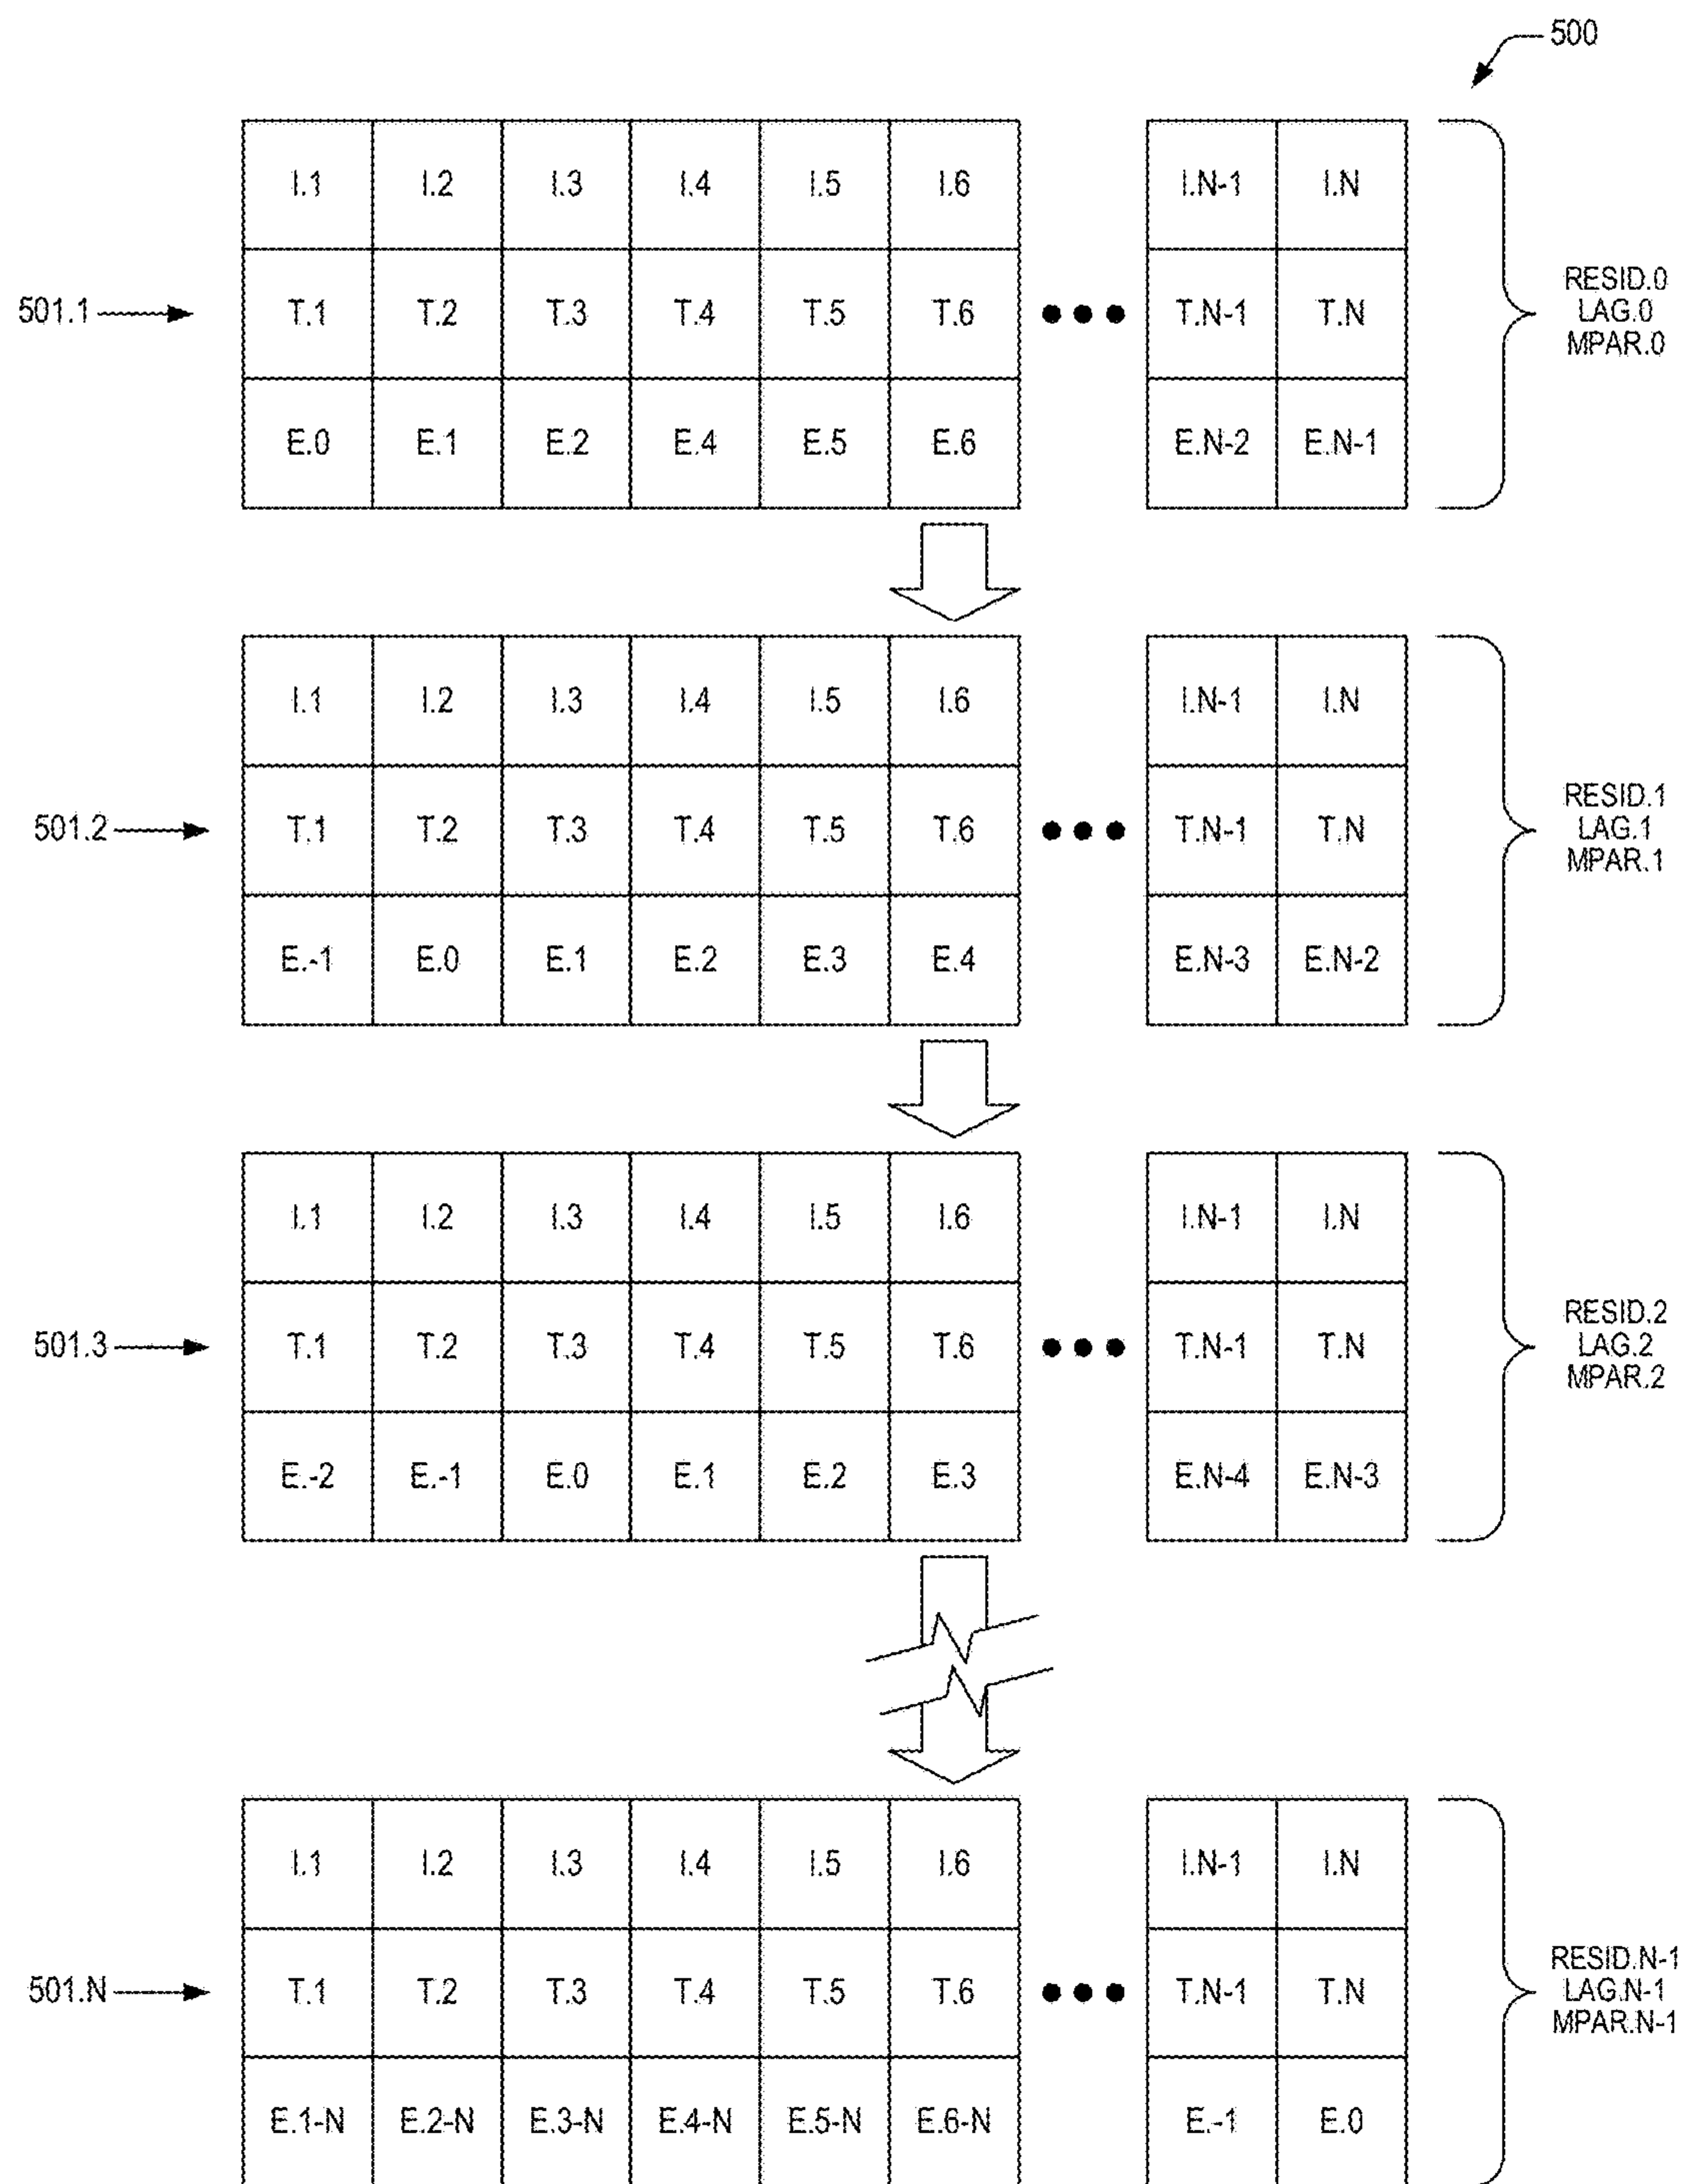 500
I.1 I.2 I.3 I.4 I.5 I.6 I.N-1 I.N
501.1 T.1 T.2 T.3 T.4 T.5 T.6 T.N-1 T.N
E.0 E.1 E.2 E.4 E.5 E.6 E.N-2 E.N-1
RESID.0
LAG.0
MPAR.0
I.1 I.2 I.3 I.4 I.5 I.6 I.N-1 I.N
501.2 T.1 T.2 T.3 T.4 T.5 T.6 T.N-1 T.N
E.-1 E.0 E.1 E.2 E.3 E.4 E.N-3 E.N-2
RESID.1
LAG.1
MPAR.1
I.1 I.2 I.3 I.4 I.5 I.6 I.N-1 I.N
501.3 T.1 T.2 T.3 T.4 T.5 T.6 T.N-1 T.N
E.-2 E.-1 E.0 E.1 E.2 E.3 E.N-4 E.N-3
RESID.2
LAG.2
MPAR.2
I.1 I.2 I.3 I.4 I.5 I.6 I.N-1 I.N
501.N T.1 T.2 T.3 T.4 T.5 T.6 T.N-1 T.N
E.1-N E.2-N E.3-N E.4-N E.5-N E.6-N E.-1 E.0
RESID.N-1
LAG.N-1
MPAR.N-1